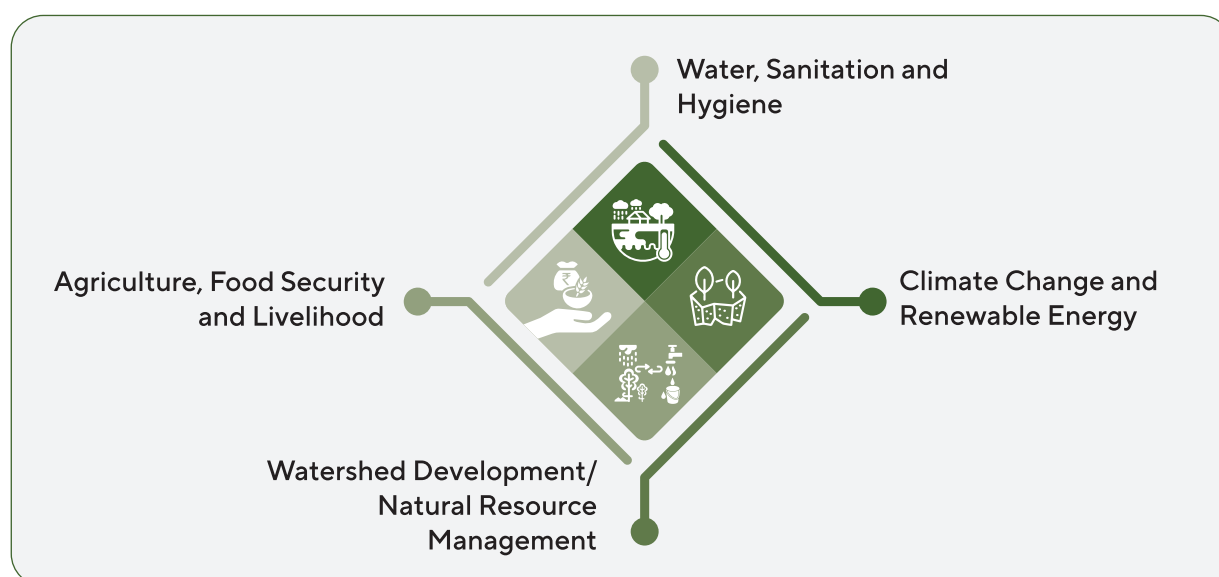 Water, Sanitation and
Hygiene
Agriculture, Food Security
and Livelihood
Climate Change and
Renewable Energy
Watershed Development/
Natural Resource
Management
₹